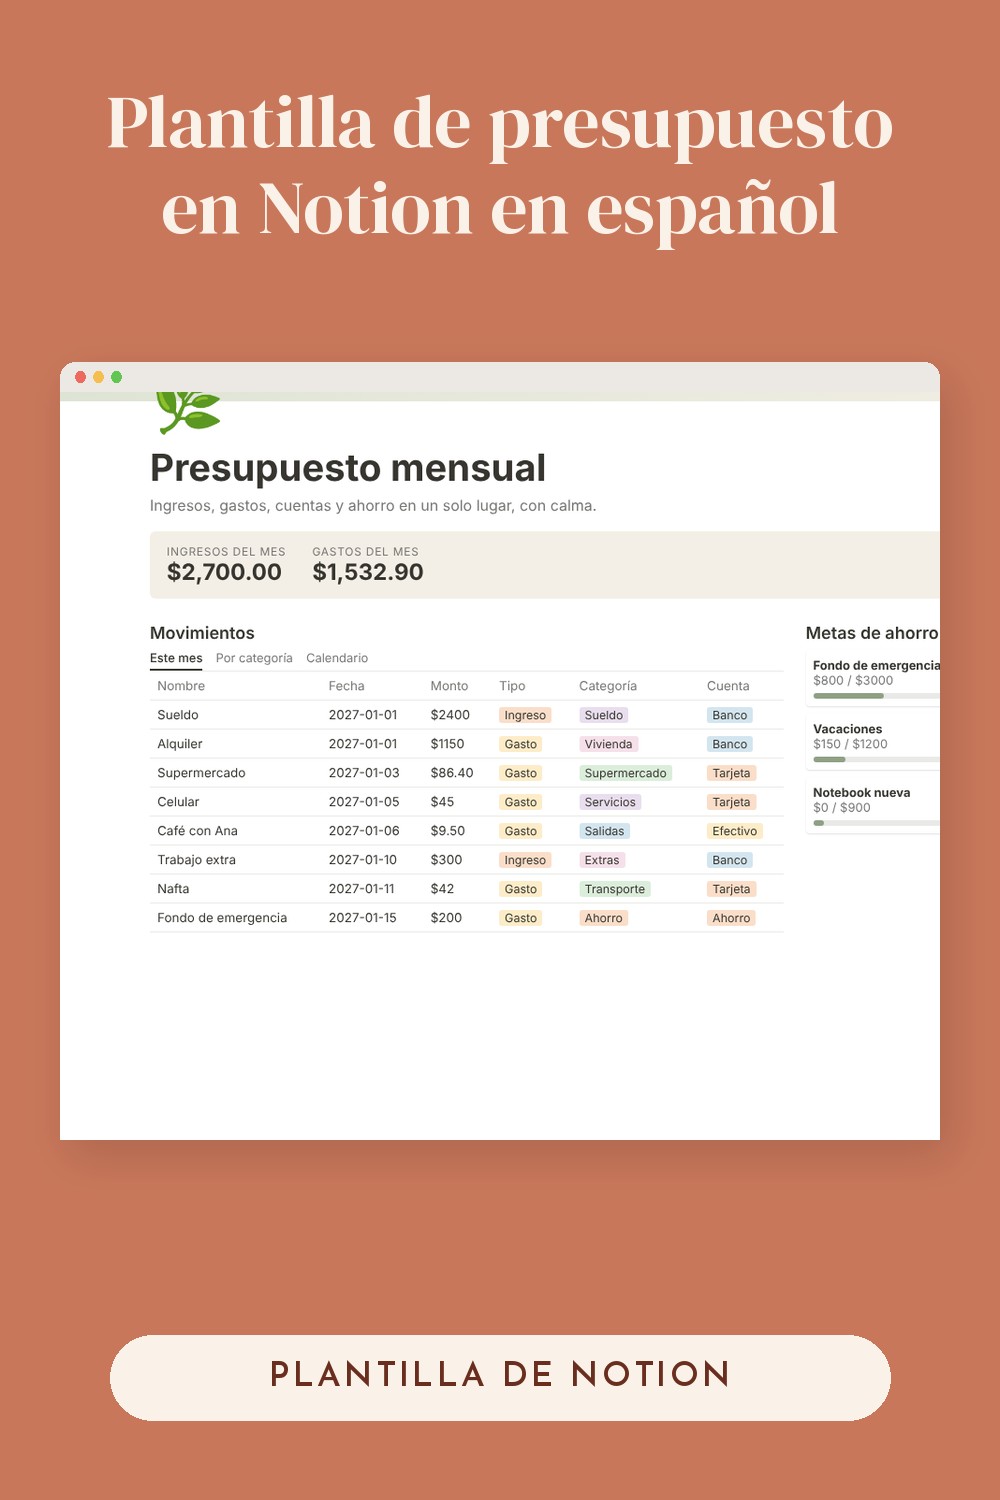 Plantilla de presupuesto
en Notion en español
Presupuesto mensual
Ingresos, gastos, cuentas y ahorro en un solo lugar, con calma.
INGRESOS DEL MES GASTOS DEL MES
$2,700.00 $1,532.90
Movimientos
Este mes Por categoría Calendario
Nombre Fecha Monto Tipo Categoría Cuenta
Sueldo 2027-01-01 $2400 Ingreso Sueldo Banco
Alquiler 2027-01-01 $1150 Gasto Vivienda Banco
Supermercado 2027-01-03 $86.40 Gasto Supermercado Tarjeta
Celular 2027-01-05 $45 Gasto Servicios Tarjeta
Café con Ana 2027-01-06 $9.50 Gasto Salidas Efectivo
Trabajo extra 2027-01-10 $300 Ingreso Extras Banco
Nafta 2027-01-11 $42 Gasto Transporte Tarjeta
Fondo de emergencia 2027-01-15 $200 Gasto Ahorro Ahorro
Metas de ahorro
Fondo de emergencia
$800 / $3000
Vacaciones
$150 / $1200
Notebook nueva
$0 / $900
PLANTILLA DE NOTION